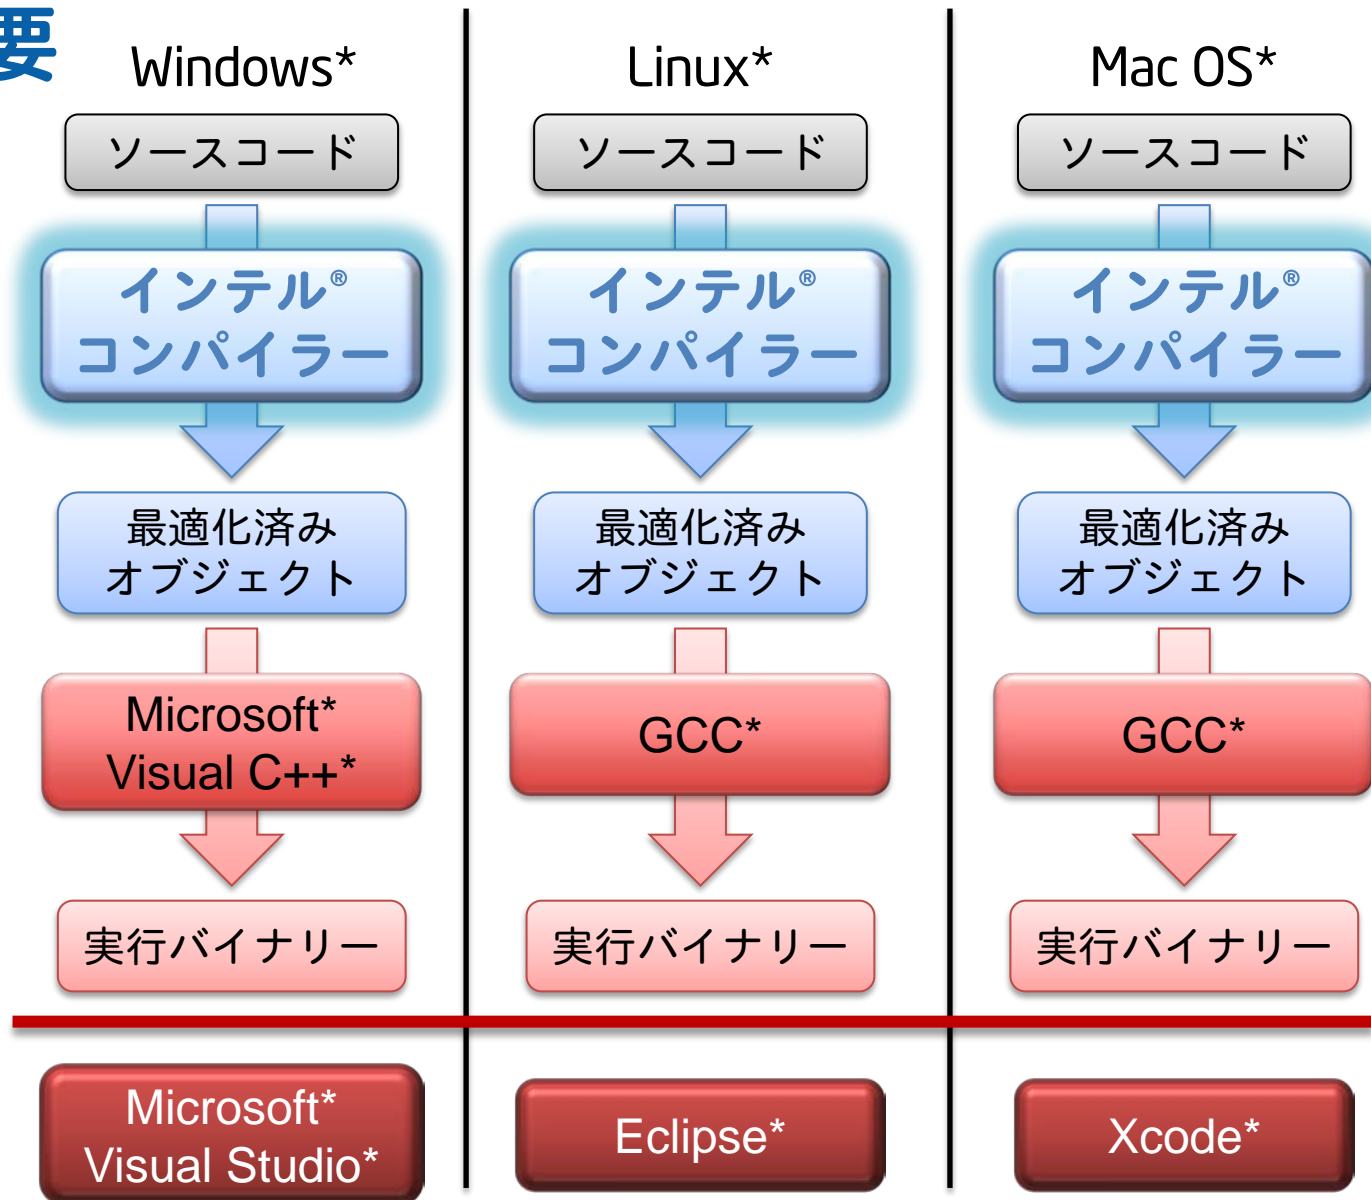 要
Windows*
ソースコード
インテル®
コンパイラー
最適化済み
オブジェクト
Microsoft*
Visual C++*
実行バイナリー
Microsoft*
Visual Studio*
Linux*
ソースコード
インテル®
コンパイラー
最適化済み
オブジェクト
GCC*
実行バイナリー
Eclipse*
Mac OS*
ソースコード
インテル®
コンパイラー
最適化済み
オブジェクト
GCC*
実行バイナリー
Xcode*